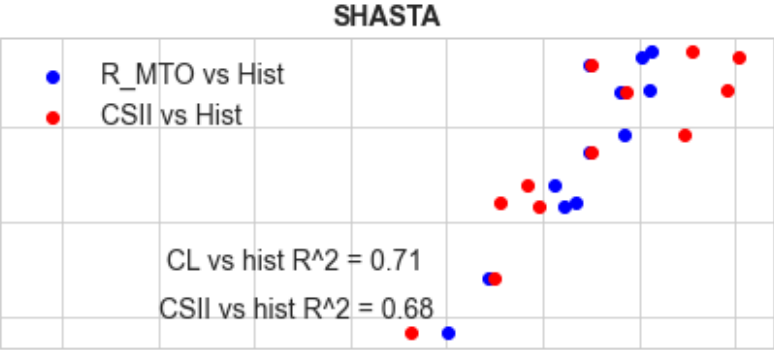 SHASTA
R_MTO vs Hist
CSII vs Hist
CL vs hist R^2 = 0.71
CSII vs hist R^2 = 0.68